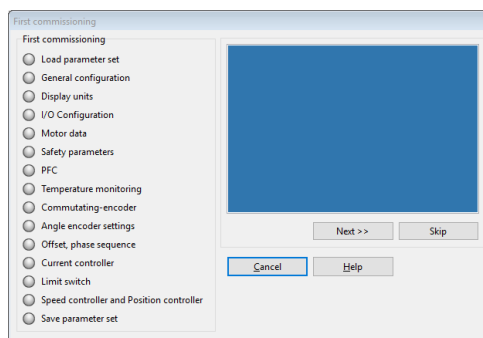 First commissioning
First commissioning
Load parameter set
General configuration
Display units
I/O Configuration
Motor data
Safety parameters
PFC
Temperature monitoring
Commutating-encoder
Angle encoder settings
Offset, phase sequence
Current controller
Limit switch
Speed controller and Position controller
Save parameter set
Next >> Skip
Cancel Help